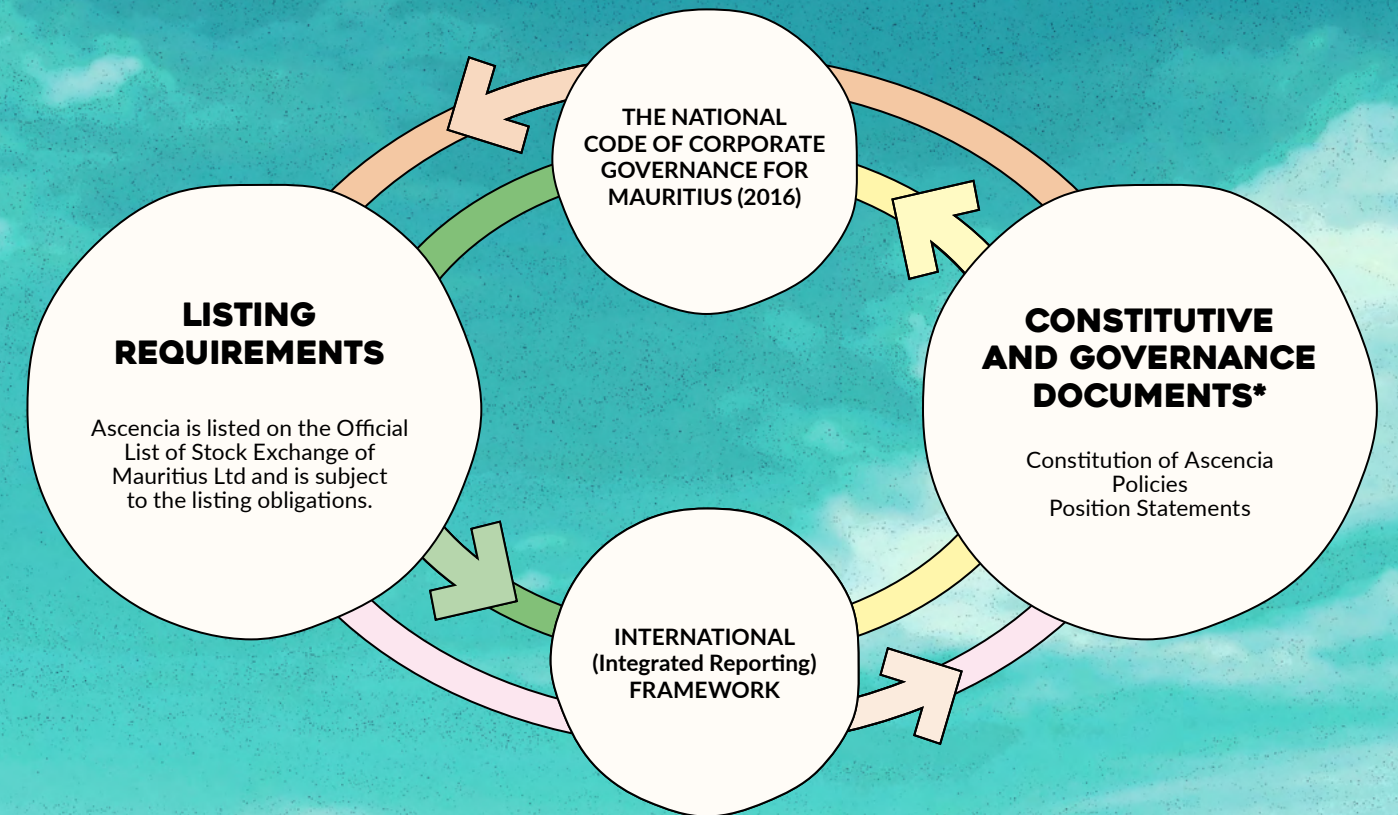 THE NATIONAL
CODE OF CORPORATE
GOVERNANCE FOR
MAURITIUS (2016)
LISTING
REQUIREMENTS
Ascencia is listed on the Official
List of Stock Exchange of
Mauritius Ltd and is subject
to the listing obligations.
CONSTITUTIVE
AND GOVERNANCE
DOCUMENTS*
Constitution of Ascencia
Policies
Position Statements
INTERNATIONAL
(Integrated Reporting)
FRAMEWORK